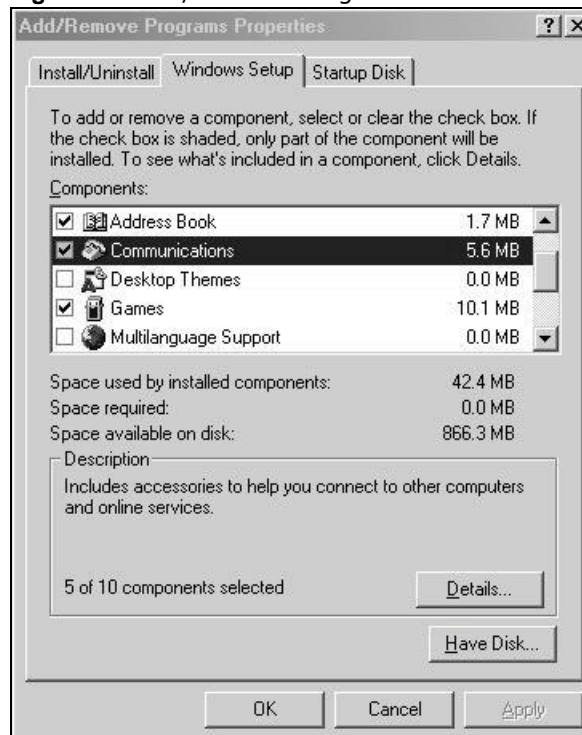 Add/Remove Programs Properties
Install/Uninstall Windows Setup Startup Disk
To add or remove a component, select or clear the check box. If
the check box is shaded, only part of the component will be
installed. To see what's included in a component, click Details.
Components:
Address Book 1.7 MB
Communications 5.6 MB
Desktop Themes 0.0 MB
Games 10.1 MB
Multilanguage Support 0.0 MB
Space used by installed components: 42.4 MB
Space required: 0.0 MB
Space available on disk: 866.3 MB
Description
Includes accessories to help you connect to other computers
and online services.
5 of 10 components selected Details...
Have Disk...
OK Cancel Apply